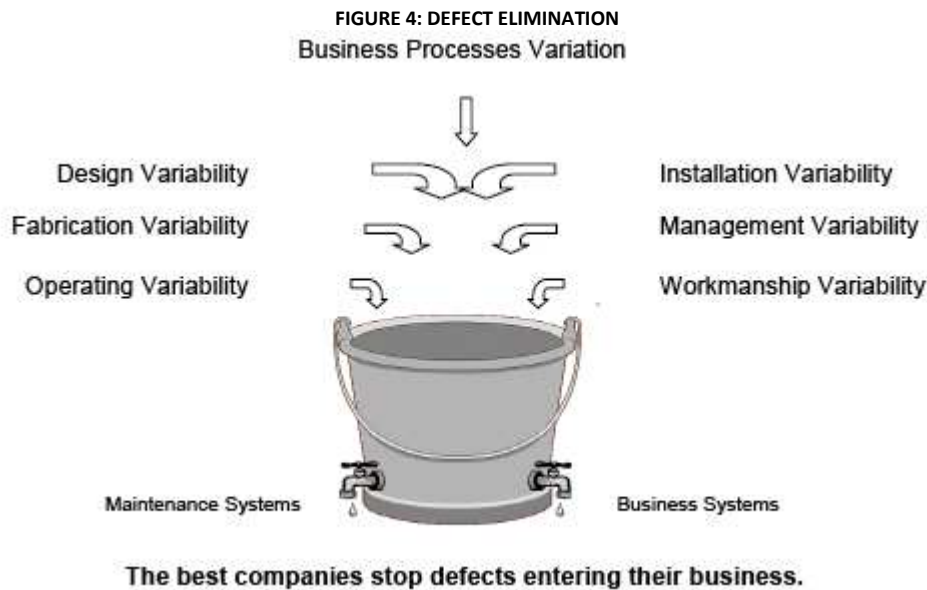 FIGURE 4: DEFECT ELIMINATION
Business Processes Variation
Design Variability
Installation Variability
Fabrication Variability
Management Variability
Operating Variability
Workmanship Variability
Maintenance Systems
Business Systems
The best companies stop defects entering their business.